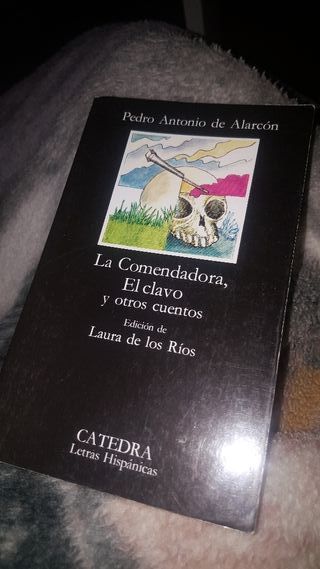 Pedro Antonio de Alarcón
La Comendadora,
El clavo
y otros cuentos
Edición de
Laura de los Ríos
CATEDRA
Letras Hispánicas